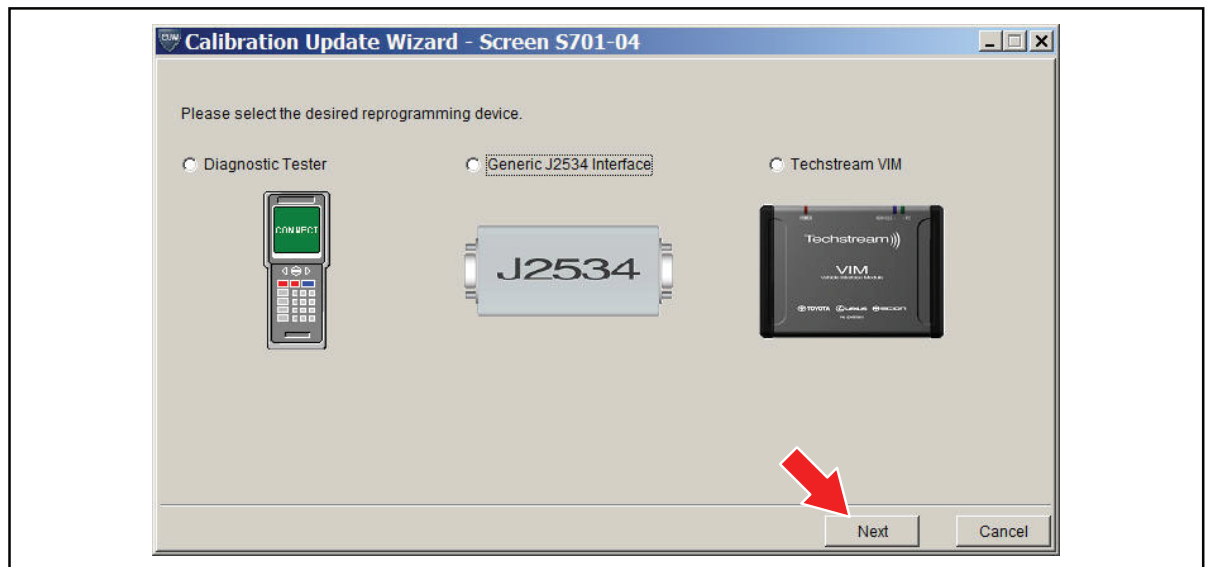 CUW Calibration Update Wizard - Screen S701-04
Please select the desired reprogramming device.
Diagnostic Tester
Generic J2534 Interface
Techstream VIM
CONNECT
J2534
Techstream
VIM
Vehicle Interface Module
TOYOTA LEXUS SCION
Next
Cancel